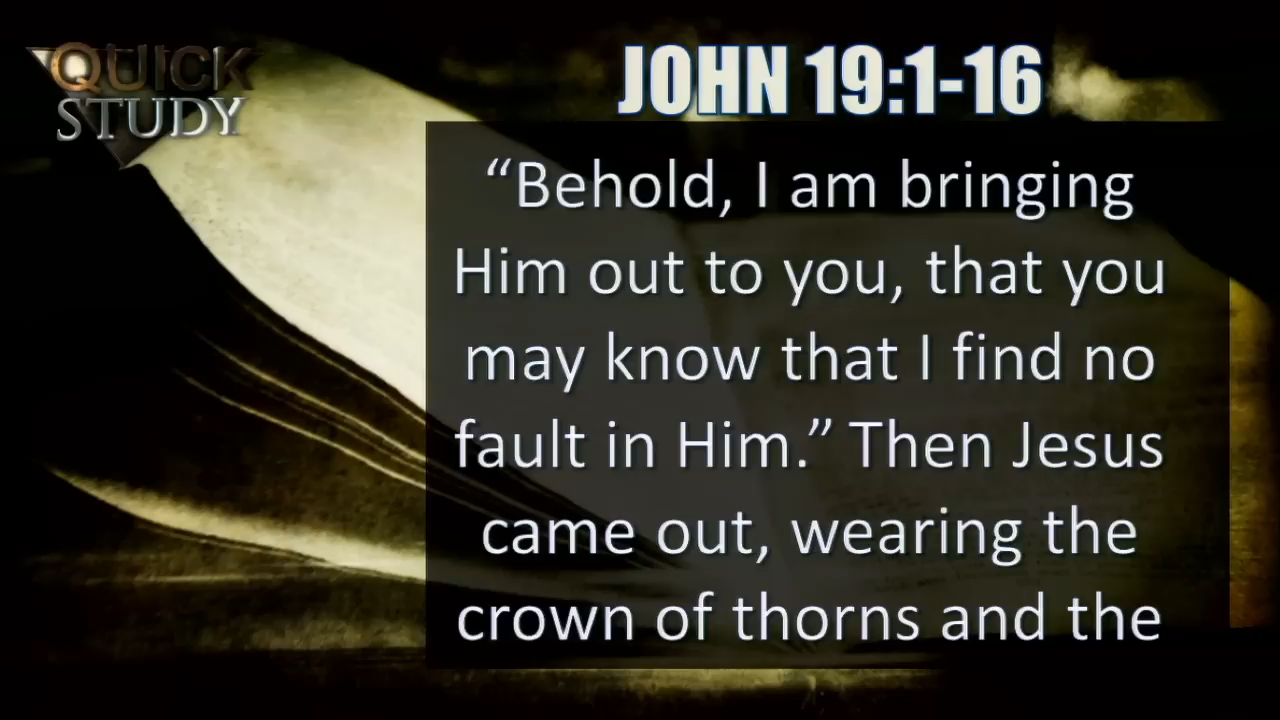 QUICK
STUDY
JOHN 19:1-16
“Behold, I am bringing
Him out to you, that you
may know that I find no
fault in Him.” Then Jesus
came out, wearing the
crown of thorns and the